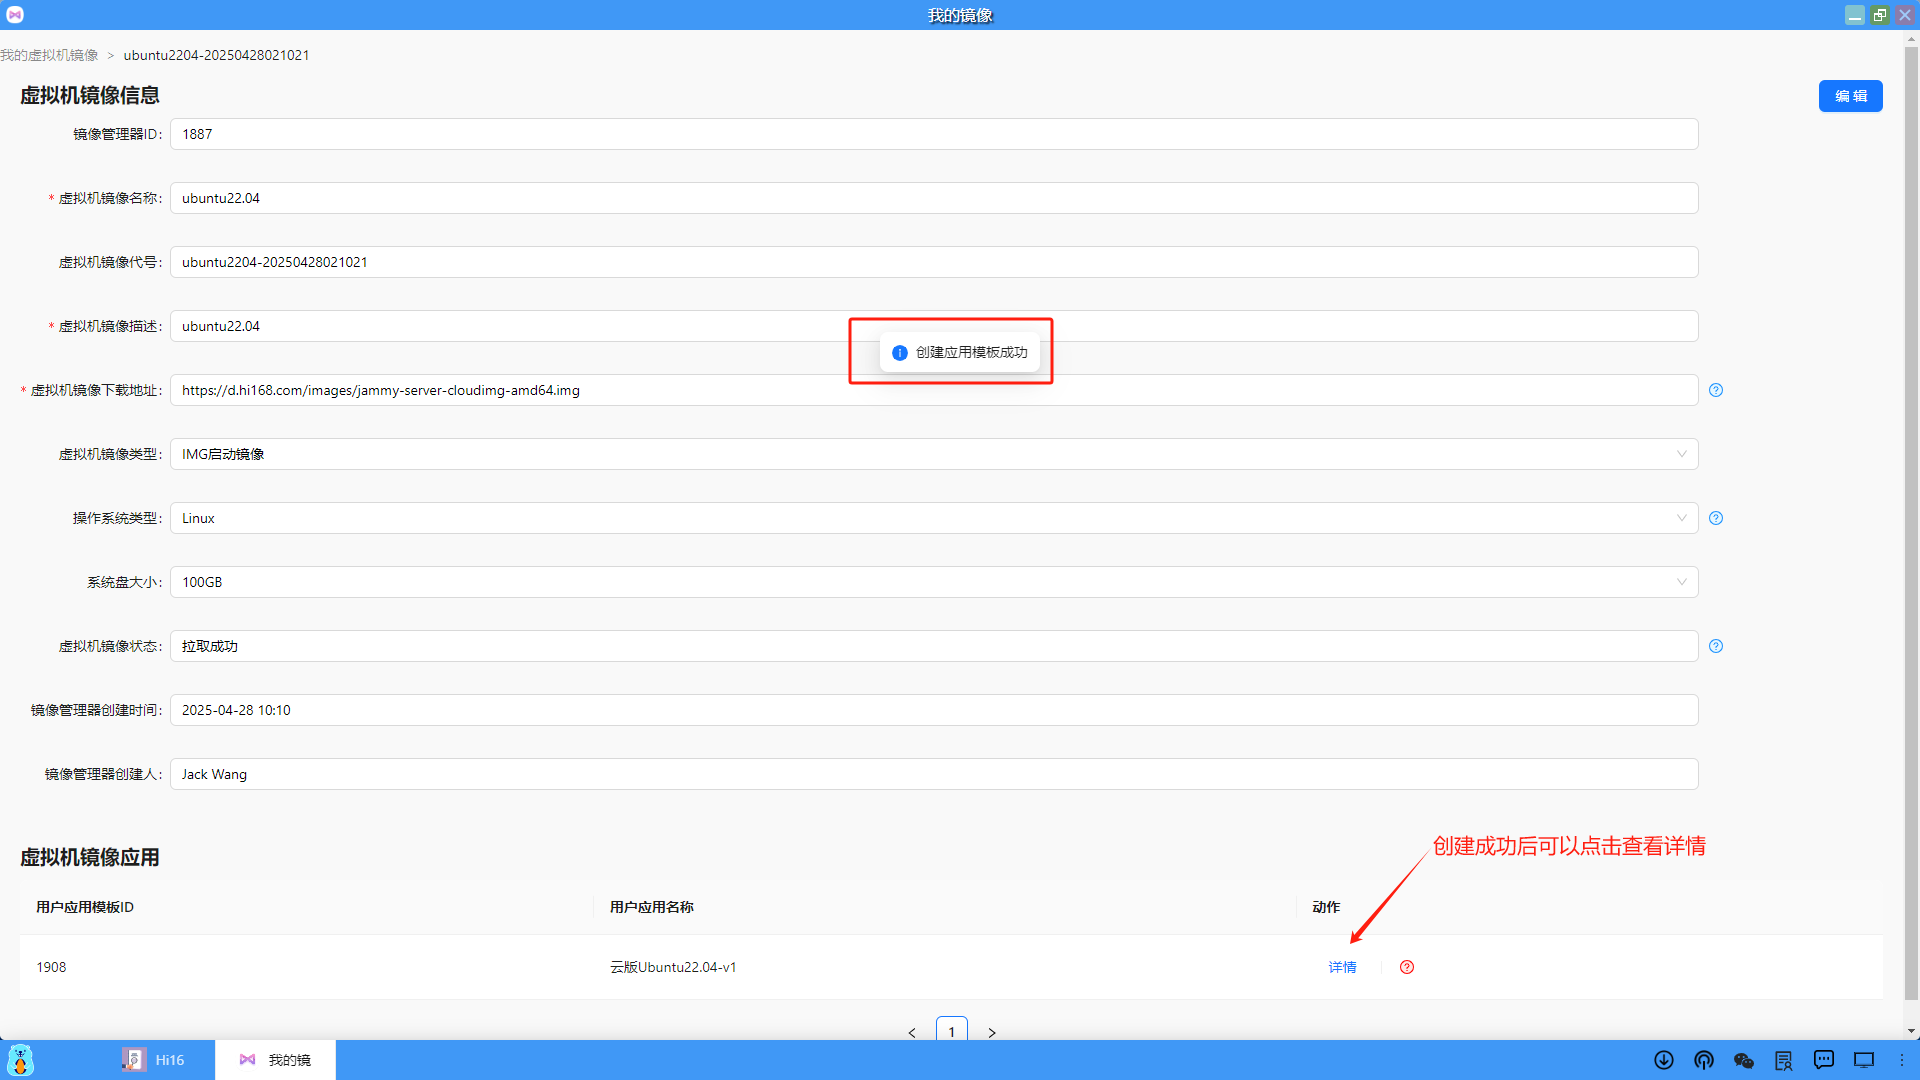 我的镜像
我的虚拟机镜像 > ubuntu2204-20250428021021
虚拟机镜像信息
编 辑
镜像管理器ID: 1887
* 虚拟机镜像名称: ubuntu22.04
虚拟机镜像代号: ubuntu2204-20250428021021
* 虚拟机镜像描述: ubuntu22.04
创建应用模板成功
* 虚拟机镜像下载地址: https://d.hi168.com/images/jammy-server-cloudimg-amd64.img
虚拟机镜像类型: IMG启动镜像
操作系统类型: Linux
系统盘大小: 100GB
虚拟机镜像状态: 拉取成功
镜像管理器创建时间: 2025-04-28 10:10
镜像管理器创建人: Jack Wang
创建成功后可以点击查看详情
虚拟机镜像应用
用户应用模板ID 用户应用名称 动作
1908 云版Ubuntu22.04-v1 详情
< 1 >
Hi16 我的镜